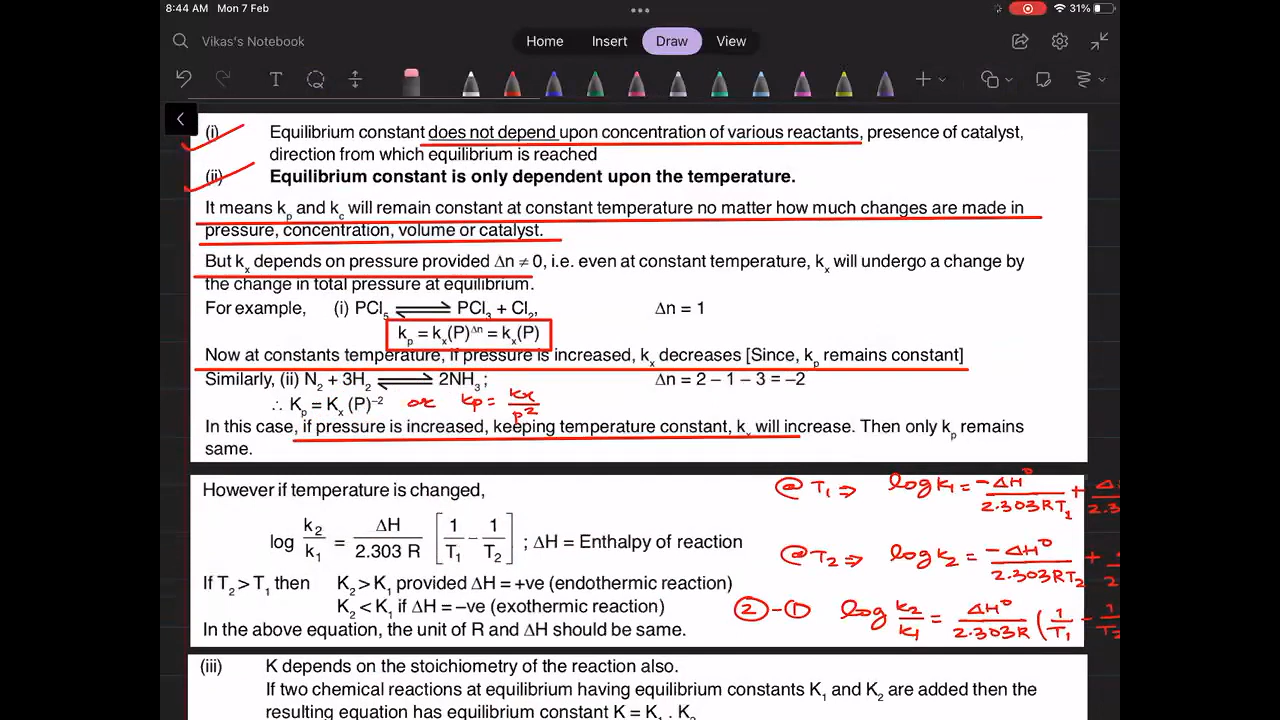 8:44 AM Mon 7 Feb
31%
Vikas's Notebook
Home Insert Draw View
(i) Equilibrium constant does not depend upon concentration of various reactants, presence of catalyst,
direction from which equilibrium is reached
(ii) Equilibrium constant is only dependent upon the temperature.
It means kₚ and k꜀ will remain constant at constant temperature no matter how much changes are made in
pressure, concentration, volume or catalyst.
But kₓ depends on pressure provided Δn ≠ 0, i.e. even at constant temperature, kₓ will undergo a change by
the change in total pressure at equilibrium.
For example, (i) PCl₅ ⇌ PCl₃ + Cl₂, Δn = 1
kₚ = kₓ(P)^Δn = kₓ(P)
Now at constants temperature, if pressure is increased, kₓ decreases [Since, kₚ remains constant]
Similarly, (ii) N₂ + 3H₂ ⇌ 2NH₃ ; Δn = 2 – 1 – 3 = –2
∴ Kₚ = Kₓ (P)⁻² or kp = kx/p²
In this case, if pressure is increased, keeping temperature constant, kₓ will increase. Then only kₚ remains
same.
However if temperature is changed,
log k₂/k₁ = ΔH/2.303 R [1/T₁ – 1/T₂] ; ΔH = Enthalpy of reaction
If T₂ > T₁ then K₂ > K₁ provided ΔH = +ve (endothermic reaction)
K₂ < K₁ if ΔH = –ve (exothermic reaction)
In the above equation, the unit of R and ΔH should be same.
@ T₁ ⇒ log k₁ = -ΔH⁰/2.303RT₁ +
@ T₂ ⇒ log k₂ = -ΔH⁰/2.303RT₂ +
② - ① log k₂/k₁ = ΔH⁰/2.303R (1/T₁ - 1/T₂
(iii) K depends on the stoichiometry of the reaction also.
If two chemical reactions at equilibrium having equilibrium constants K₁ and K₂ are added then the
resulting equation has equilibrium constant K = K₁ . K₂